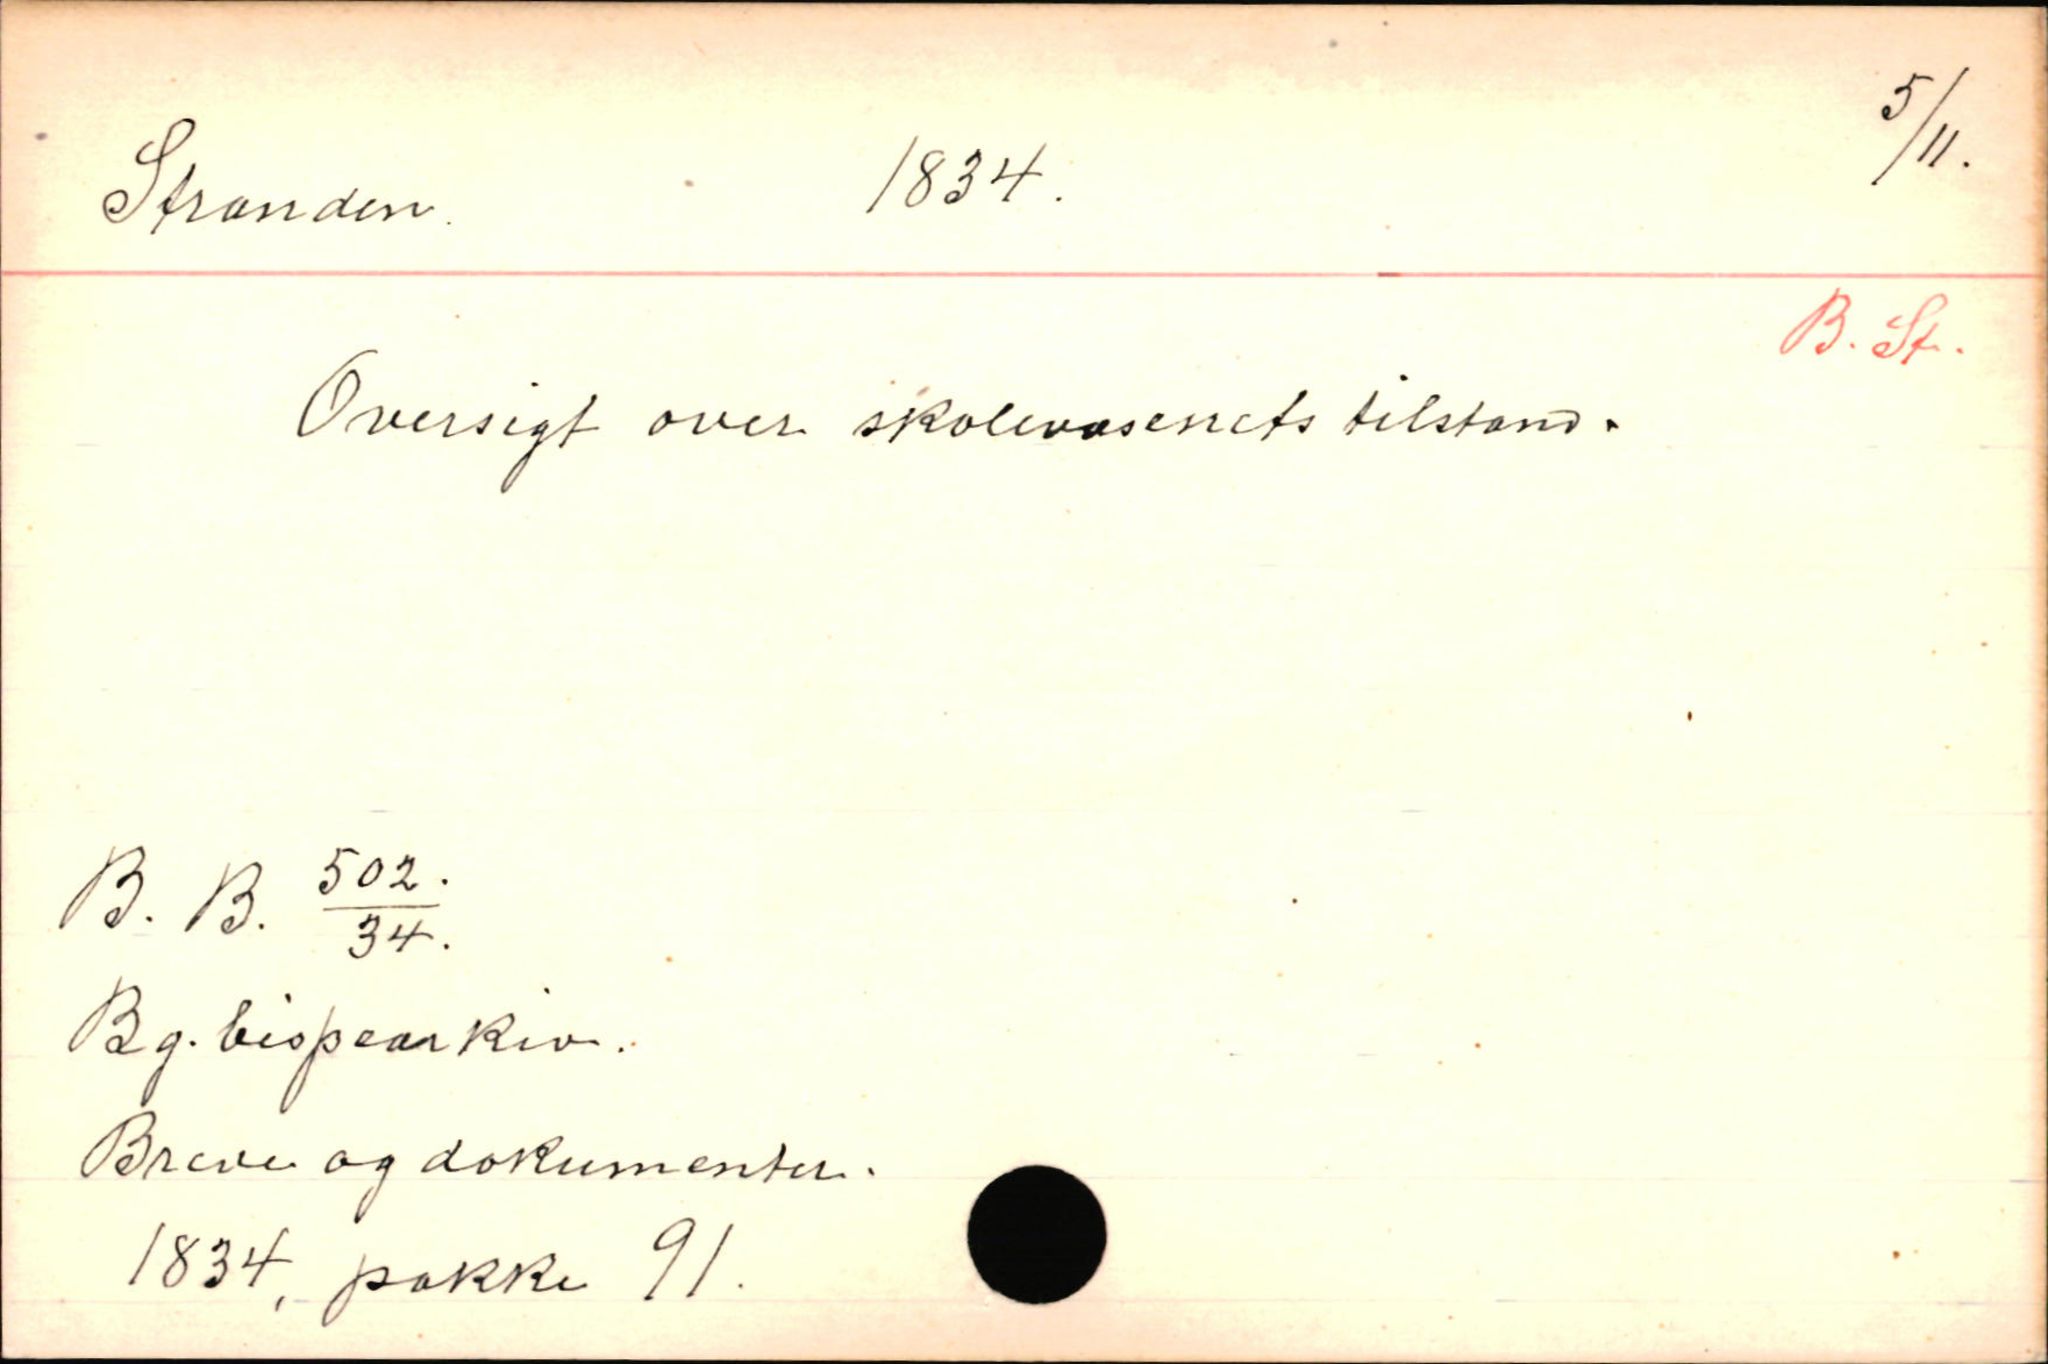 Stranden. 1834. 5/11.
B. St.
Oversigt over skolevæsenets tilstand.
B. B. 502./34.
Bg. bispearkiv.
Breve og dokumenter.
1834, pakke 91.